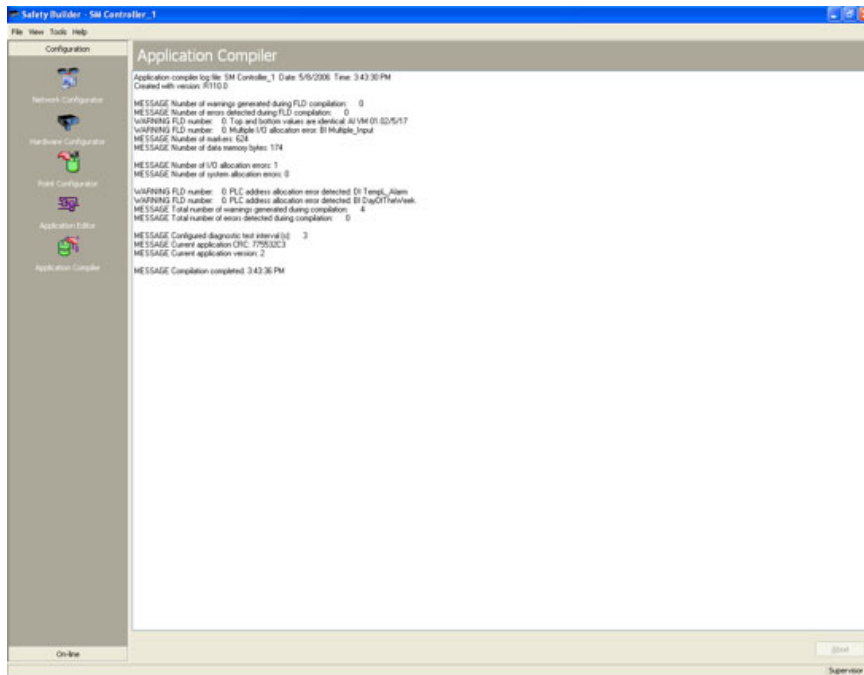 Safety Builder - SM Controller_1
File View Tools Help
Configuration
Network Configurator
Hardware Configurator
Point Configurator
Application Editor
Application Compiler
On-line
Application Compiler
Application compiler log file: SM Controller_1 Date: 5/8/2006 Time: 3:43:30 PM
Created with version: R110.0
MESSAGE Number of warnings generated during FLD compilation: 0
MESSAGE Number of errors detected during FLD compilation: 0
WARNING FLD number: 0. Top and bottom values are identical: AI VM 01.02/5/17
WARNING FLD number: 0. Multiple I/O allocation error: BI Multiple_Input
MESSAGE Number of markers: 624
MESSAGE Number of data memory bytes: 174
MESSAGE Number of I/O allocation errors: 1
MESSAGE Number of system allocation errors: 0
WARNING FLD number: 0. PLC address allocation error detected: DI TempL_Alarm
WARNING FLD number: 0. PLC address allocation error detected: BI DayOfTheWeek
MESSAGE Total number of warnings generated during compilation: 4
MESSAGE Total number of errors detected during compilation: 0
MESSAGE Configured diagnostic test interval [s]: 3
MESSAGE Current application CRC: 775532C3
MESSAGE Current application version: 2
MESSAGE Compilation completed: 3:43:36 PM
Abort
Supervisor